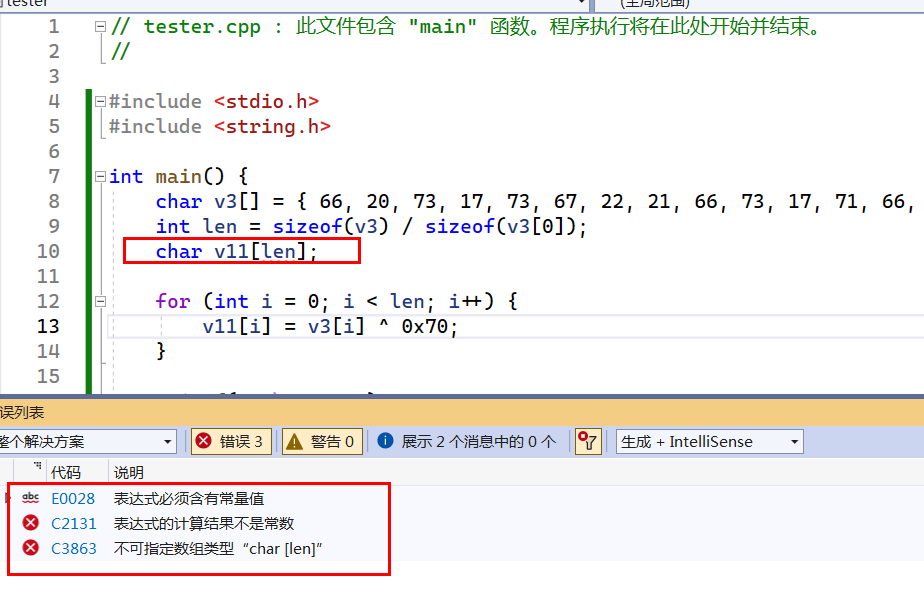 tester
(全局范围)
1 // tester.cpp : 此文件包含 "main" 函数。程序执行将在此处开始并结束。
2 //
3
4 #include <stdio.h>
5 #include <string.h>
6
7 int main() {
8 char v3[] = { 66, 20, 73, 17, 73, 67, 22, 21, 66, 73, 17, 71, 66,
9 int len = sizeof(v3) / sizeof(v3[0]);
10 char v11[len];
11
12 for (int i = 0; i < len; i++) {
13 v11[i] = v3[i] ^ 0x70;
14 }
15
误列表
整个解决方案 错误 3 警告 0 展示 2 个消息中的 0 个 生成 + IntelliSense
代码 说明
abc E0028 表达式必须含有常量值
C2131 表达式的计算结果不是常数
C3863 不可指定数组类型“char [len]”